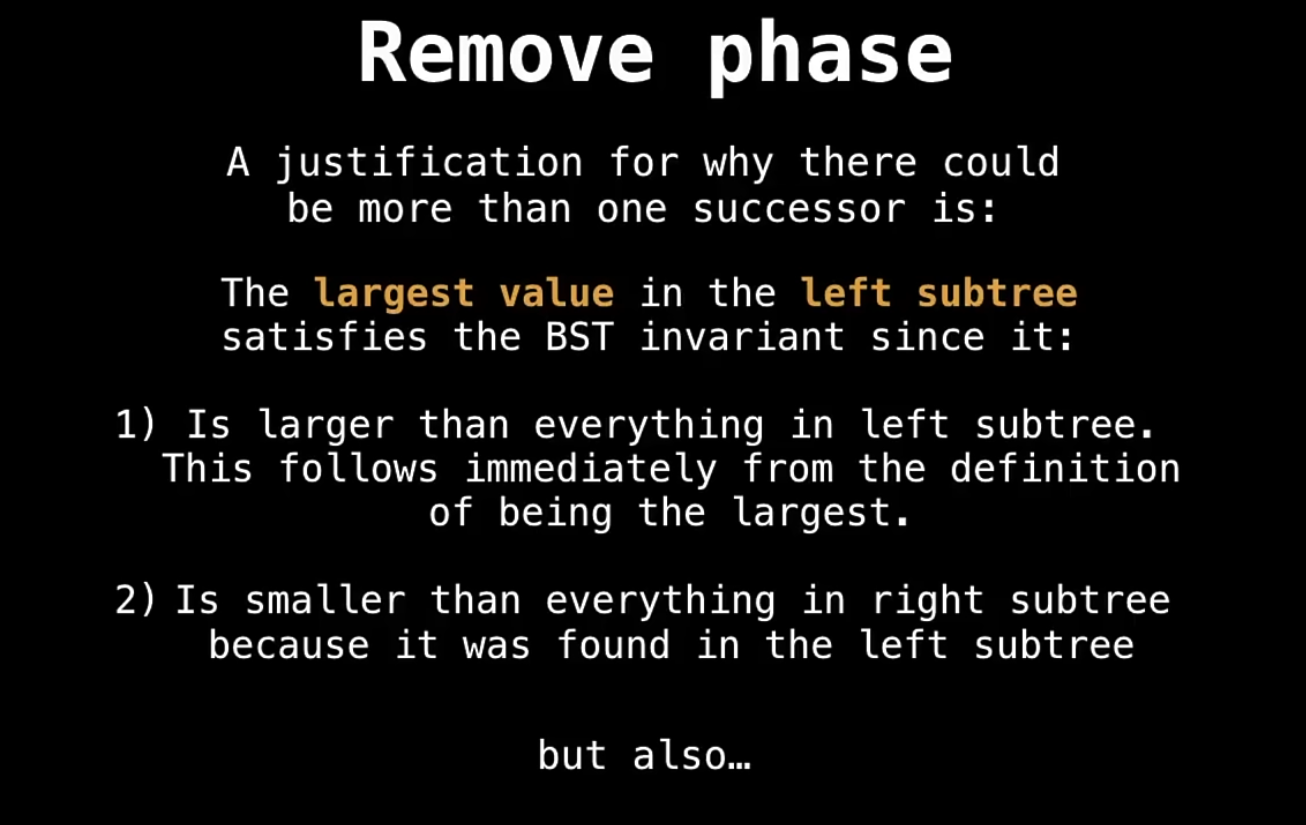 Remove phase
A justification for why there could
be more than one successor is:
The largest value in the left subtree
satisfies the BST invariant since it:
1) Is larger than everything in left subtree.
This follows immediately from the definition
of being the largest.
2) Is smaller than everything in right subtree
because it was found in the left subtree
but also…